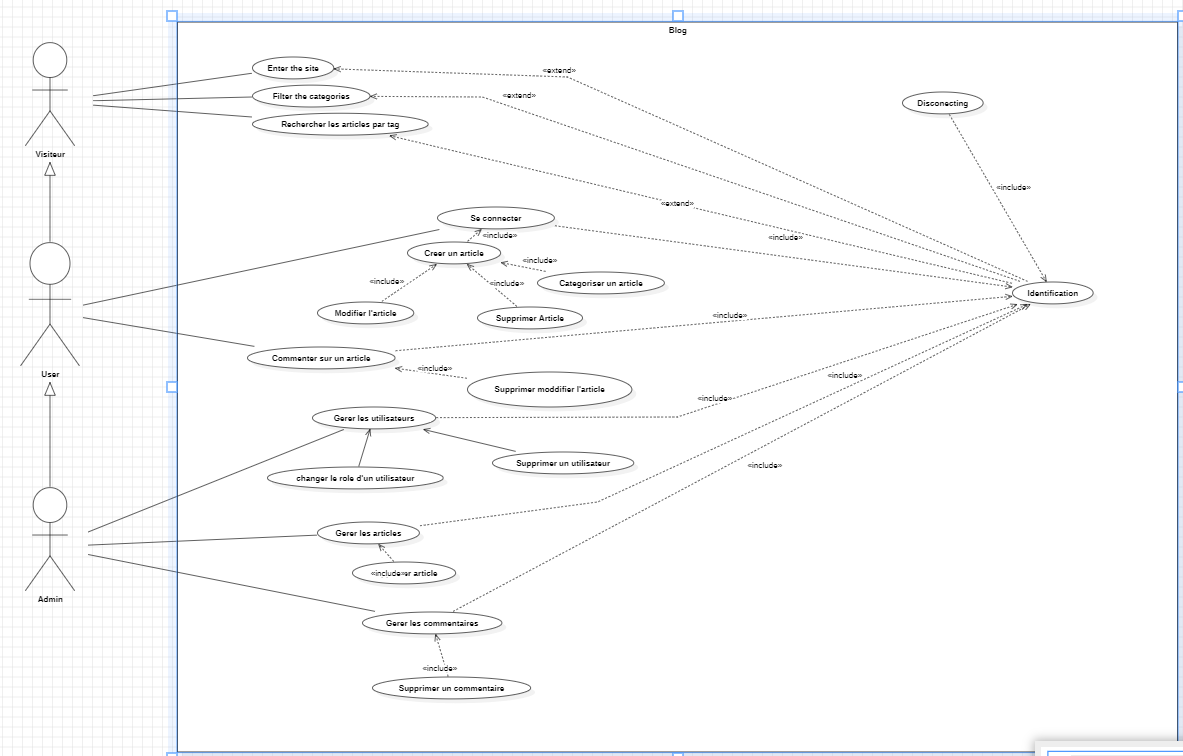 Blog
Enter the site
«extend»
Filter the categories
«extend»
Disconecting
Rechercher les articles par tag
Visiteur
«include»
«extend»
Se connecter
«include»
«include»
Creer un article
«include»
«include»
«include»
Categoriser un article
Identification
Modifier l'article
Supprimer Article
«include»
Commenter sur un article
«include»
User
«include»
Supprimer moddifier l'article
«include»
Gerer les utilisateurs
Supprimer un utilisateur
«include»
changer le role d'un utilisateur
Gerer les articles
«include»er article
Admin
Gerer les commentaires
«include»
Supprimer un commentaire